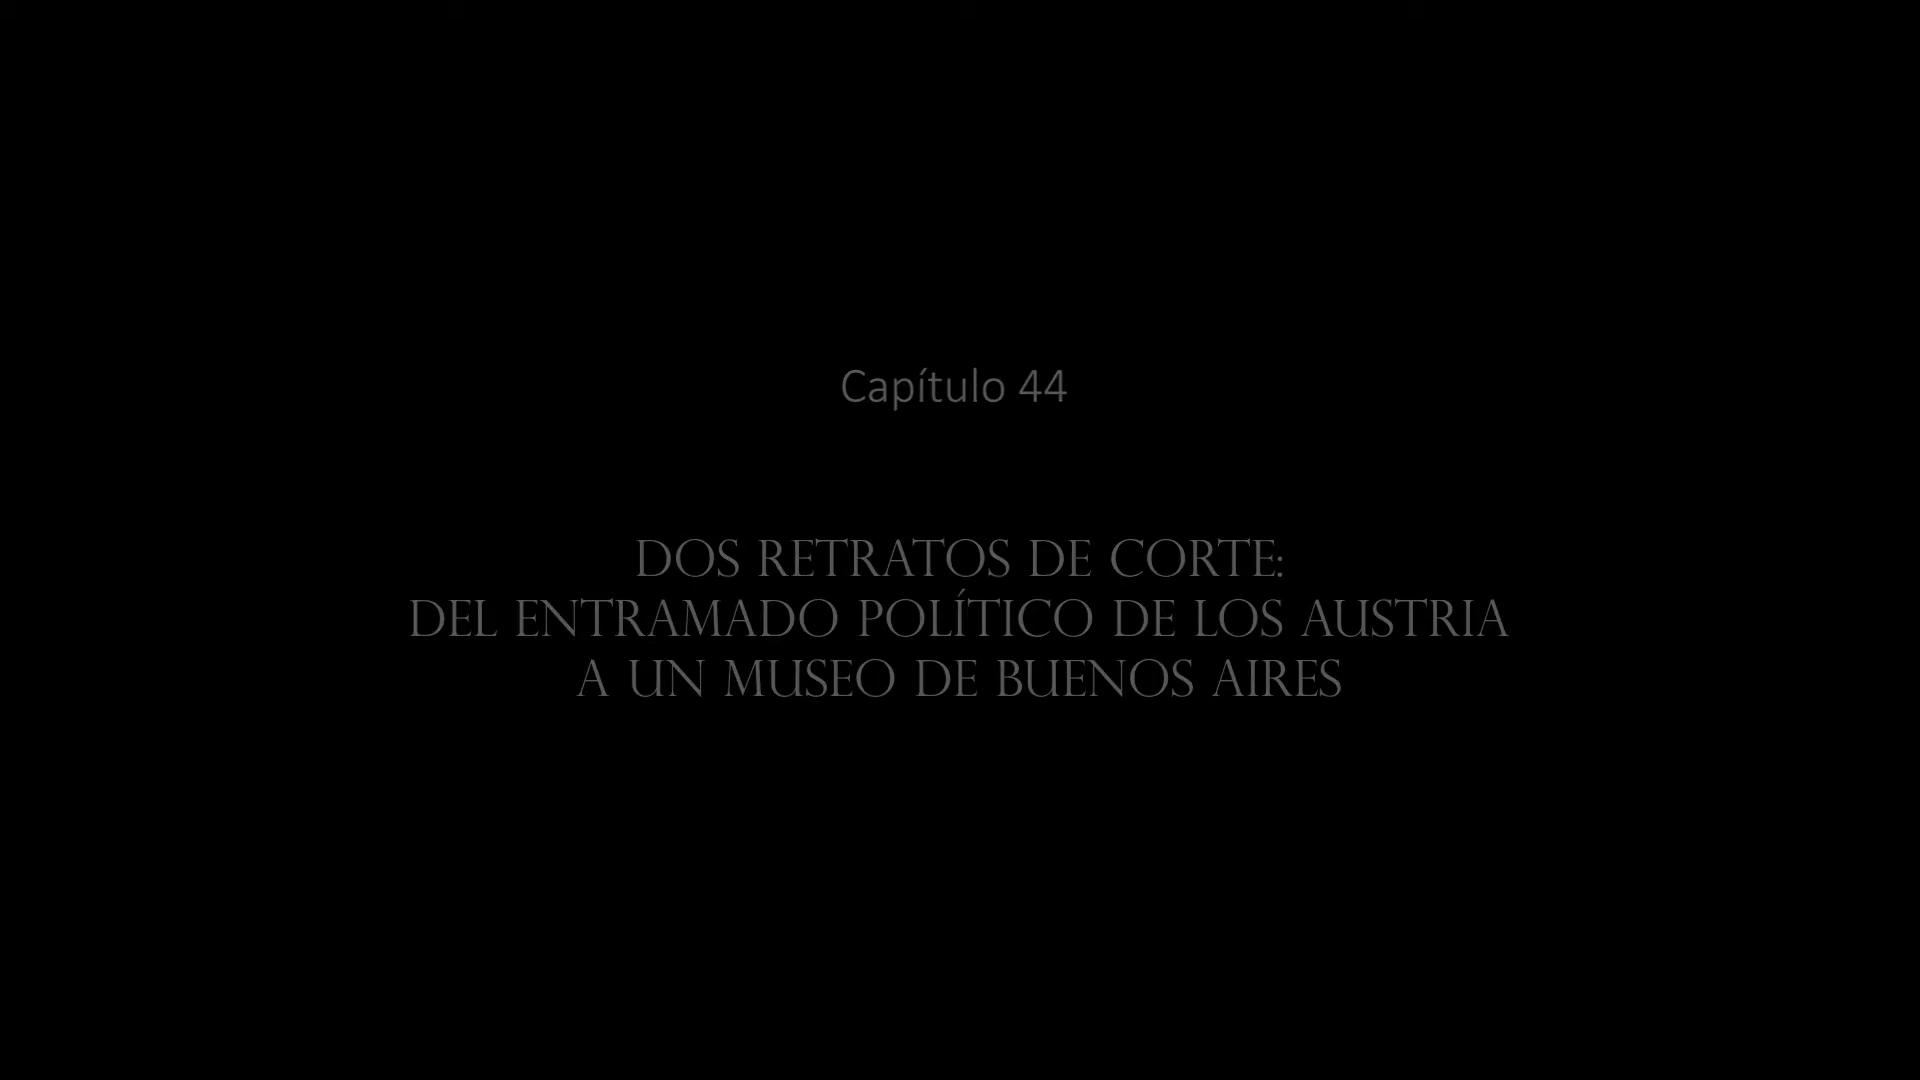 Capítulo 44
DOS RETRATOS DE CORTE:
DEL ENTRAMADO POLÍTICO DE LOS AUSTRIA
A UN MUSEO DE BUENOS AIRES